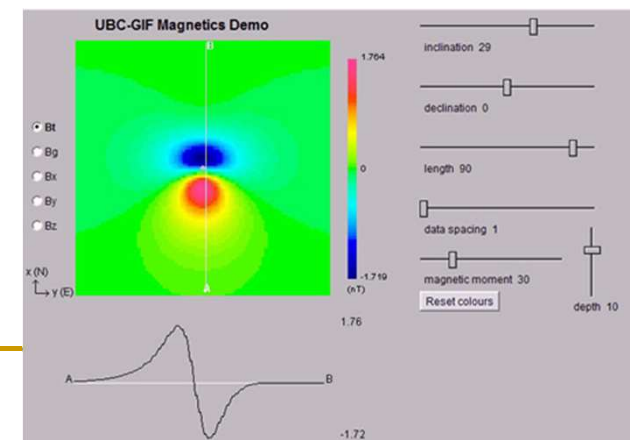 UBC-GIF Magnetics Demo
B
1.764
0
-1.719
(nT)
Bt
Bg
Bx
By
Bz
x (N)
y (E)
A
inclination 29
declination 0
length 90
data spacing 1
magnetic moment 30
Reset colours
depth 10
1.76
A
B
-1.72